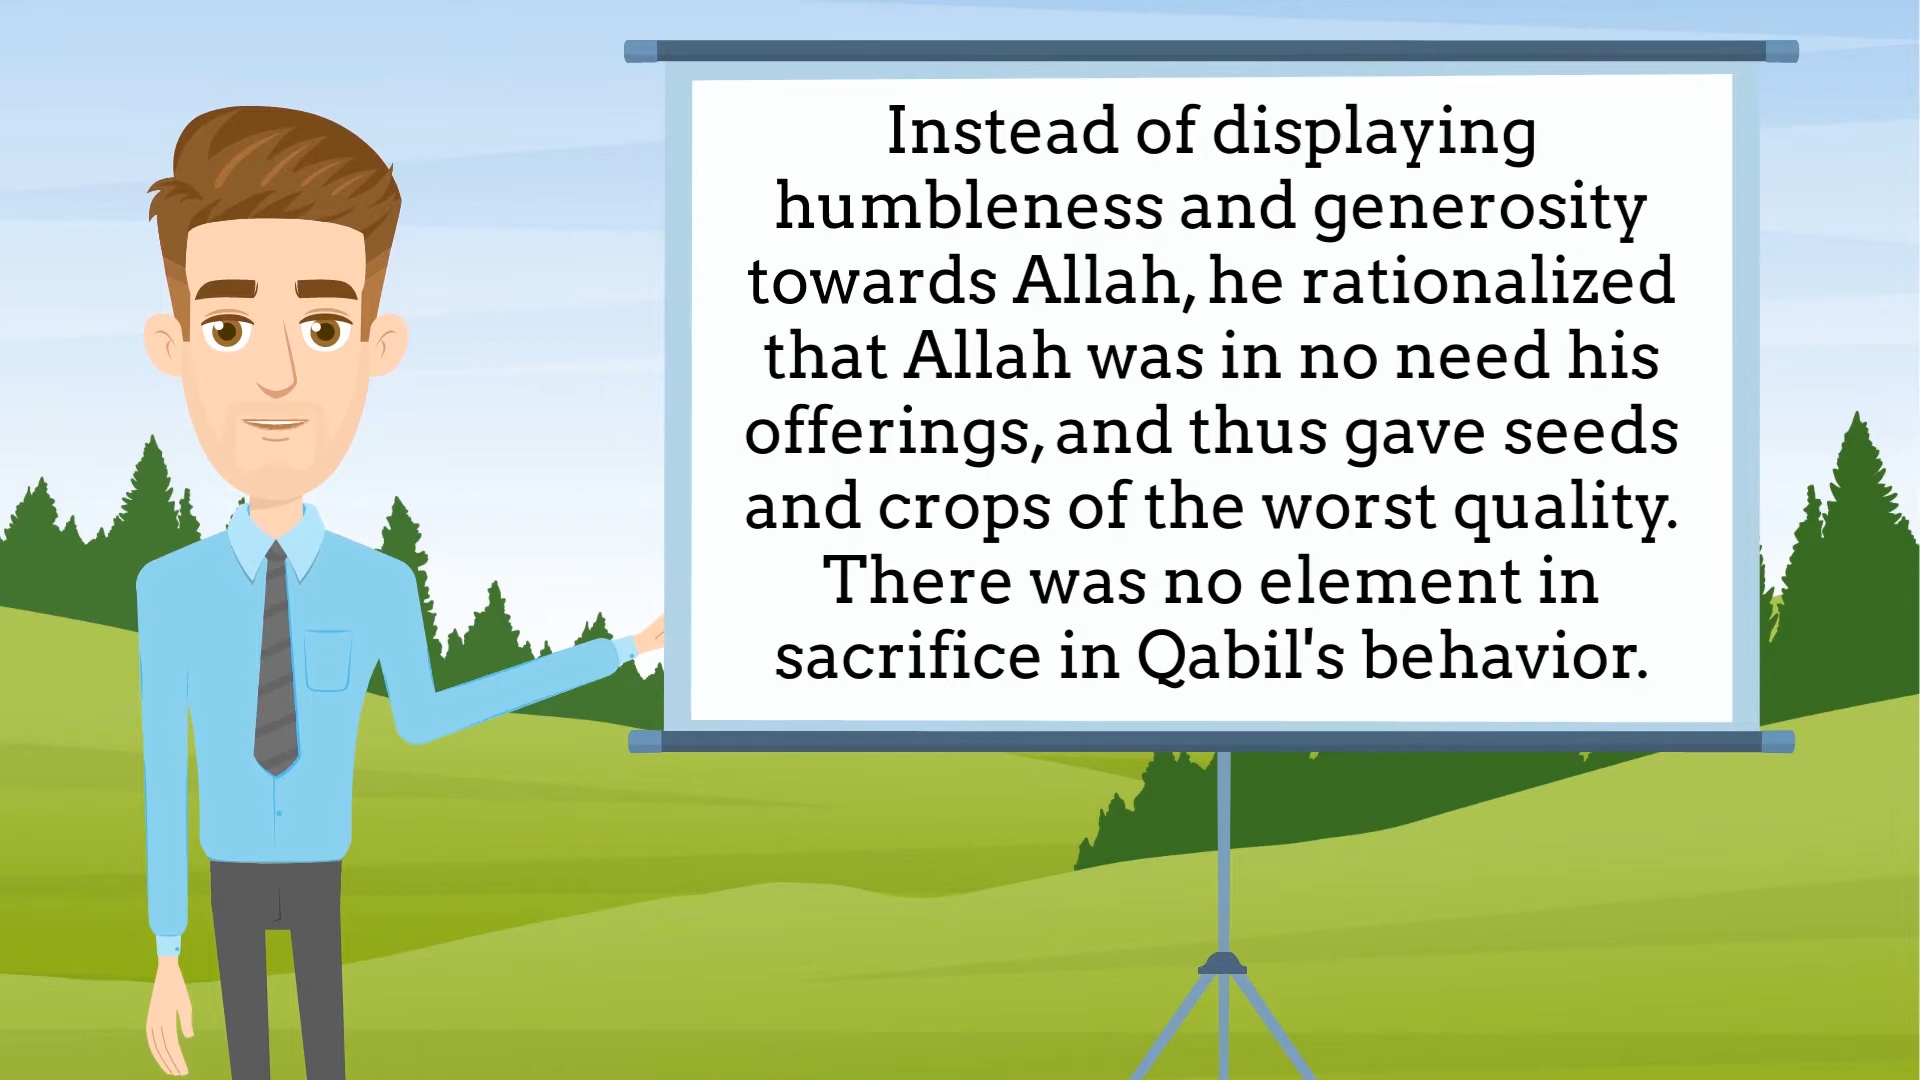 Instead of displaying
humbleness and generosity
towards Allah, he rationalized
that Allah was in no need his
offerings, and thus gave seeds
and crops of the worst quality.
There was no element in
sacrifice in Qabil's behavior.